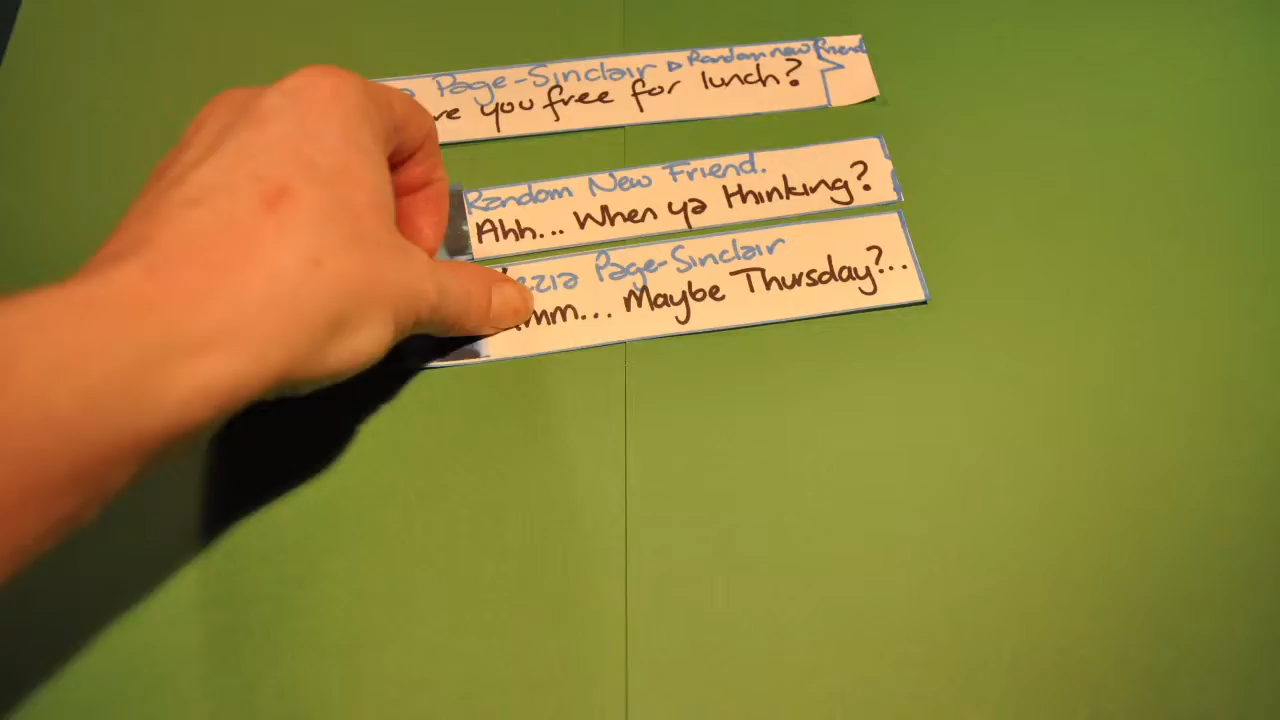 Page-Sinclair ▷ Random new Friend
you free for lunch?
Random New Friend.
Ahh... When ya thinking?
Page-Sinclair
Maybe Thursday?...